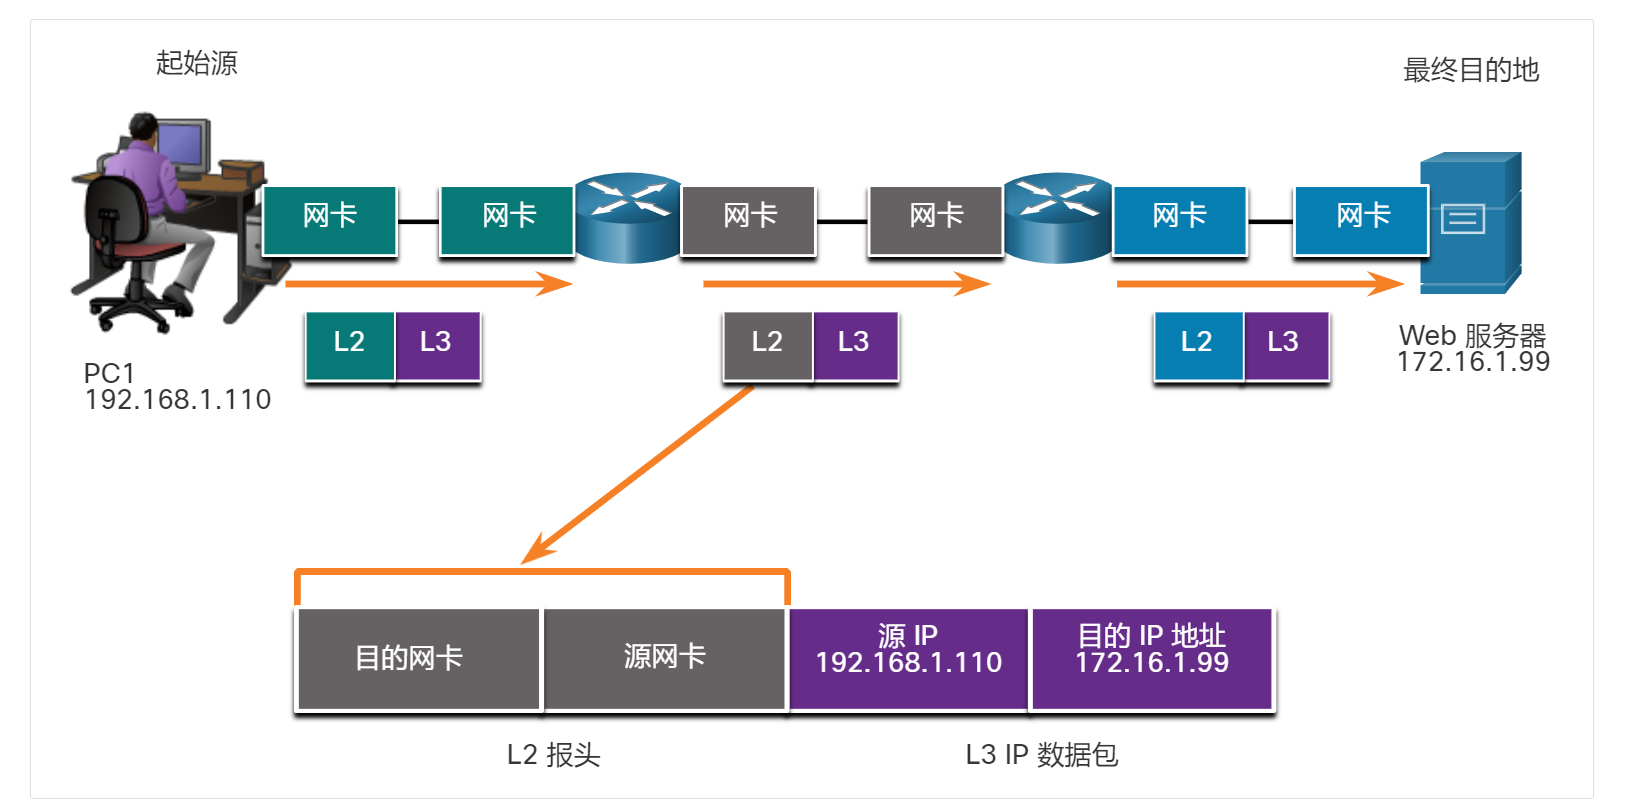 起始源
最终目的地
网卡
网卡
网卡
网卡
网卡
网卡
L2
L3
L2
L3
L2
L3
PC1
192.168.1.110
Web 服务器
172.16.1.99
目的网卡
源网卡
源 IP
192.168.1.110
目的 IP 地址
172.16.1.99
L2 报头
L3 IP 数据包